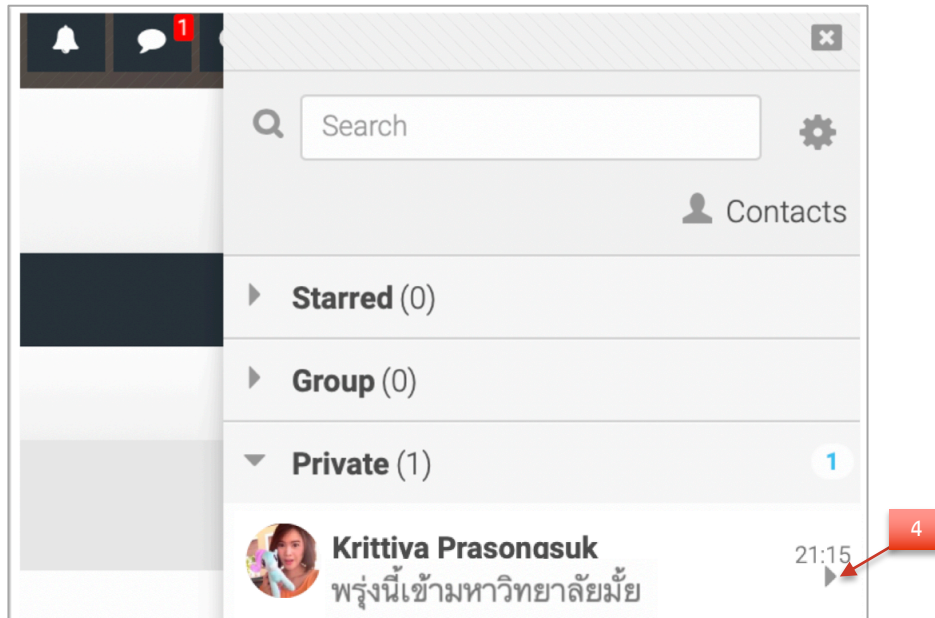 1
Search
Contacts
Starred (0)
Group (0)
Private (1)
1
Krittiva Prasongsuk
21:15
พรุ่งนี้เข้ามหาวิทยาลัยมั้ย
4